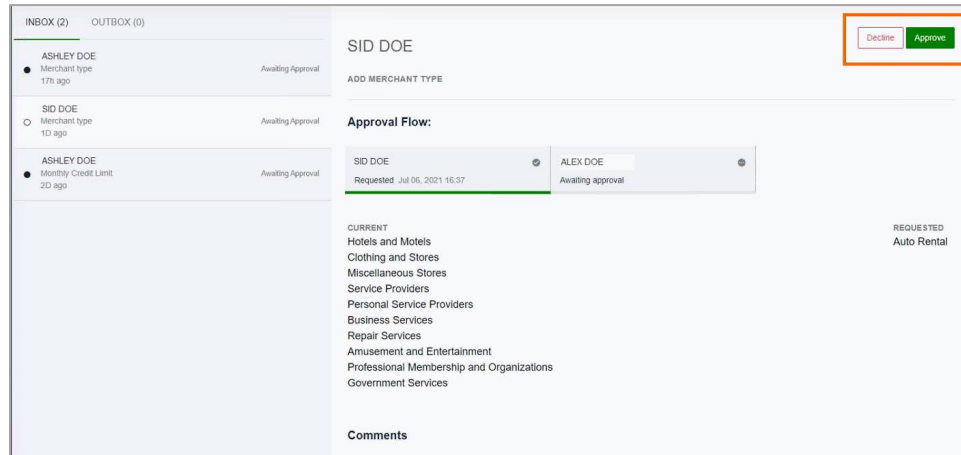 INBOX (2) OUTBOX (0)
ASHLEY DOE
Merchant type Awaiting Approval
17h ago
SID DOE
Merchant type Awaiting Approval
1D ago
ASHLEY DOE
Monthly Credit Limit Awaiting Approval
2D ago
SID DOE
Decline Approve
ADD MERCHANT TYPE
Approval Flow:
SID DOE
Requested Jul 06, 2021 16:37
ALEX DOE
Awaiting approval
CURRENT
Hotels and Motels
Clothing and Stores
Miscellaneous Stores
Service Providers
Personal Service Providers
Business Services
Repair Services
Amusement and Entertainment
Professional Membership and Organizations
Government Services
REQUESTED
Auto Rental
Comments